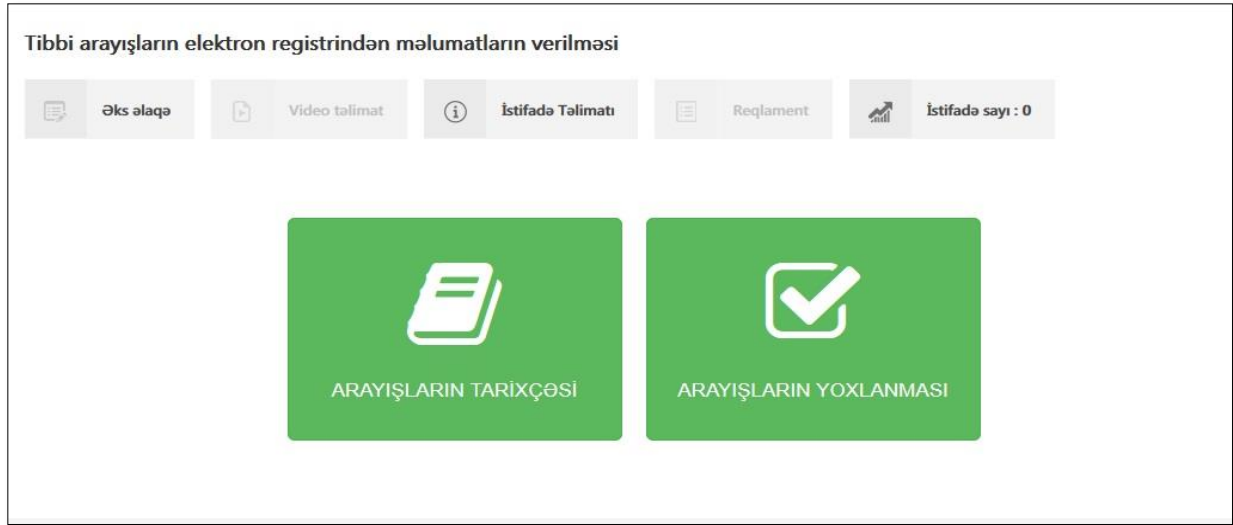 Tibbi arayışların elektron registrindən məlumatların verilməsi
Əks əlaqə Video təlimat İstifadə Təlimatı Reqlament İstifadə sayı : 0
ARAYIŞLARIN TARİXÇƏSİ ARAYIŞLARIN YOXLANMASI